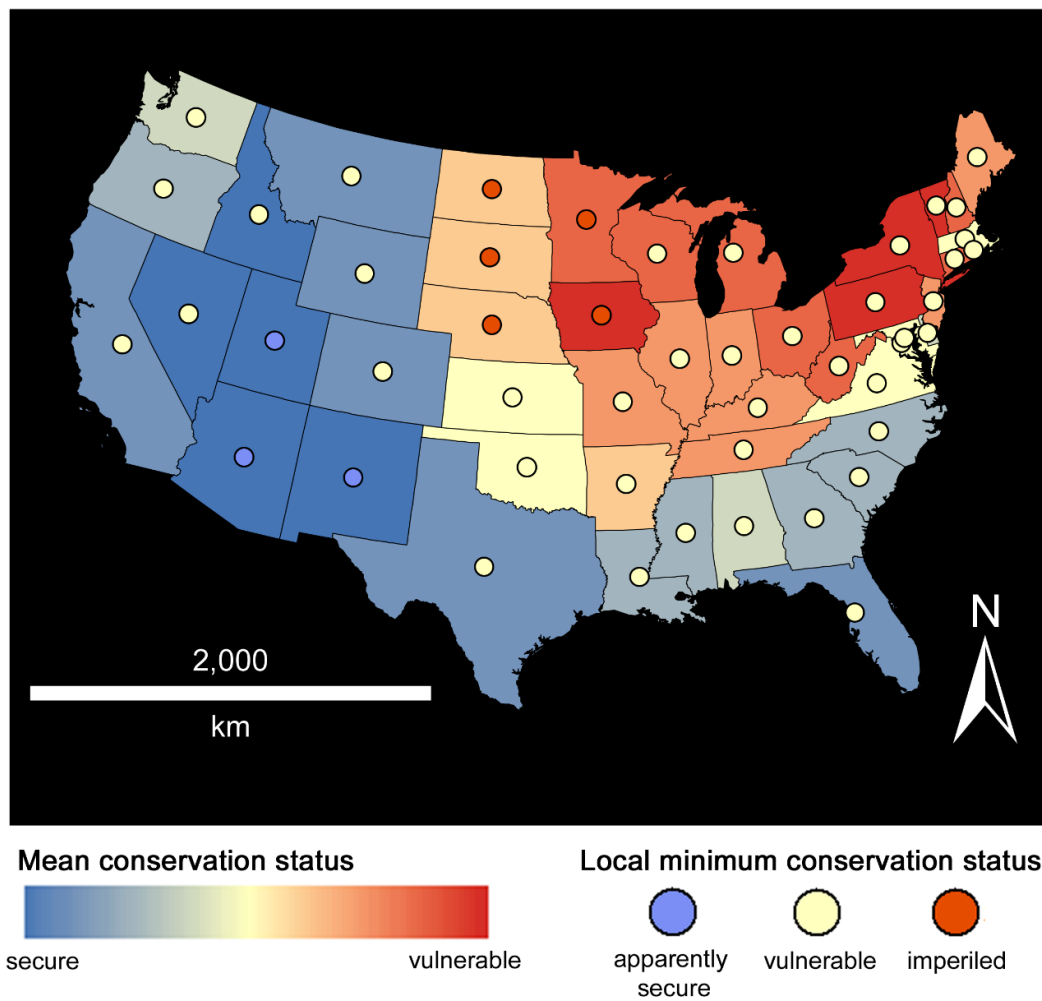 N
2,000
km
Mean conservation status
secure
vulnerable
Local minimum conservation status
apparently
secure
vulnerable
imperiled